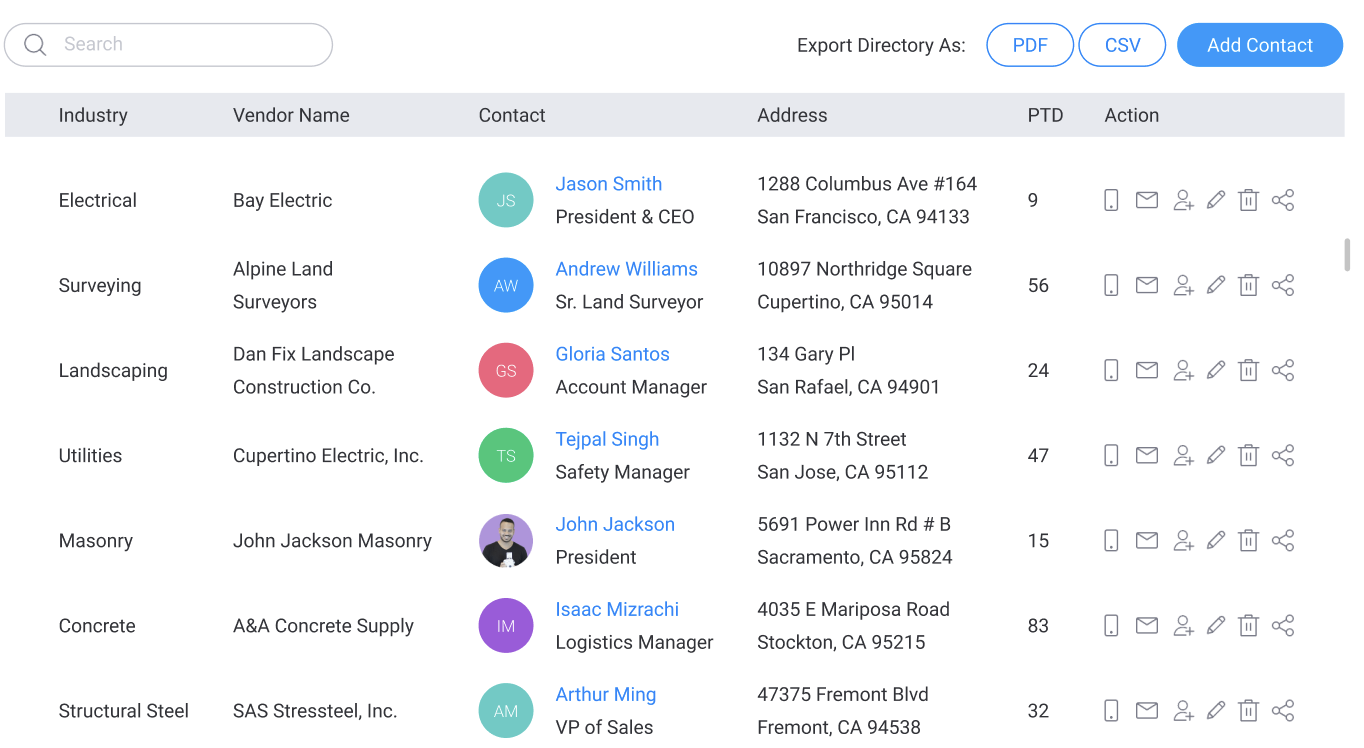 Search
Export Directory As: PDF CSV Add Contact
Industry Vendor Name Contact Address PTD Action
Electrical Bay Electric JS Jason Smith 1288 Columbus Ave #164 9
President & CEO San Francisco, CA 94133
Surveying Alpine Land AW Andrew Williams 10897 Northridge Square 56
Surveyors Sr. Land Surveyor Cupertino, CA 95014
Landscaping Dan Fix Landscape GS Gloria Santos 134 Gary Pl 24
Construction Co. Account Manager San Rafael, CA 94901
Utilities Cupertino Electric, Inc. TS Tejpal Singh 1132 N 7th Street 47
Safety Manager San Jose, CA 95112
Masonry John Jackson Masonry John Jackson 5691 Power Inn Rd # B 15
President Sacramento, CA 95824
Concrete A&A Concrete Supply IM Isaac Mizrachi 4035 E Mariposa Road 83
Logistics Manager Stockton, CA 95215
Structural Steel SAS Stressteel, Inc. AM Arthur Ming 47375 Fremont Blvd 32
VP of Sales Fremont, CA 94538